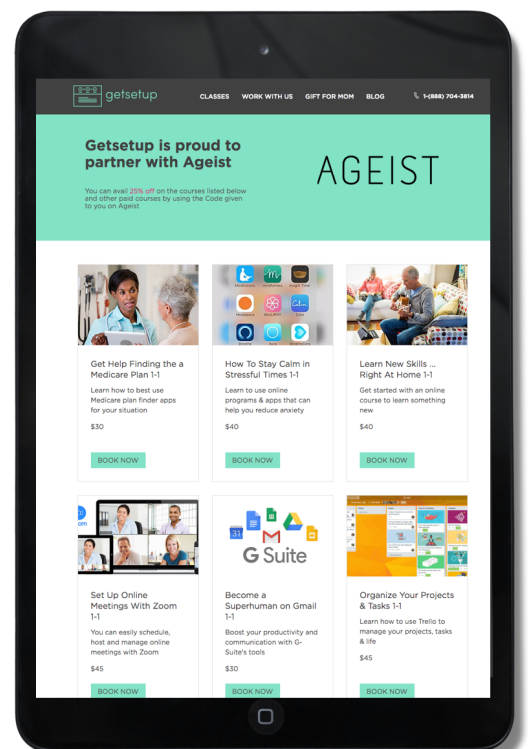 getsetup
CLASSES WORK WITH US GIFT FOR MOM BLOG 1-(888) 704-3814
Getsetup is proud to
partner with Ageist
You can avail 25% off on the courses listed below
and other paid courses by using the Code given
to you on Ageist
AGEIST
Get Help Finding the a
Medicare Plan 1-1
Learn how to best use
Medicare plan finder apps
for your situation
$30
BOOK NOW
Calm
How To Stay Calm in
Stressful Times 1-1
Learn to use online
programs & apps that can
help you reduce anxiety
$40
BOOK NOW
Learn New Skills ...
Right At Home 1-1
Get started with an online
course to learn something
new
$40
BOOK NOW
Set Up Online
Meetings With Zoom
1-1
You can easily schedule,
host and manage online
meetings with Zoom
$45
BOOK NOW
31
G Suite
Become a
Superhuman on Gmail
1-1
Boost your productivity and
communication with G-
Suite's tools
$30
BOOK NOW
Organize Your Projects
& Tasks 1-1
Learn how to use Trello to
manage your projects, tasks
& life
$45
BOOK NOW